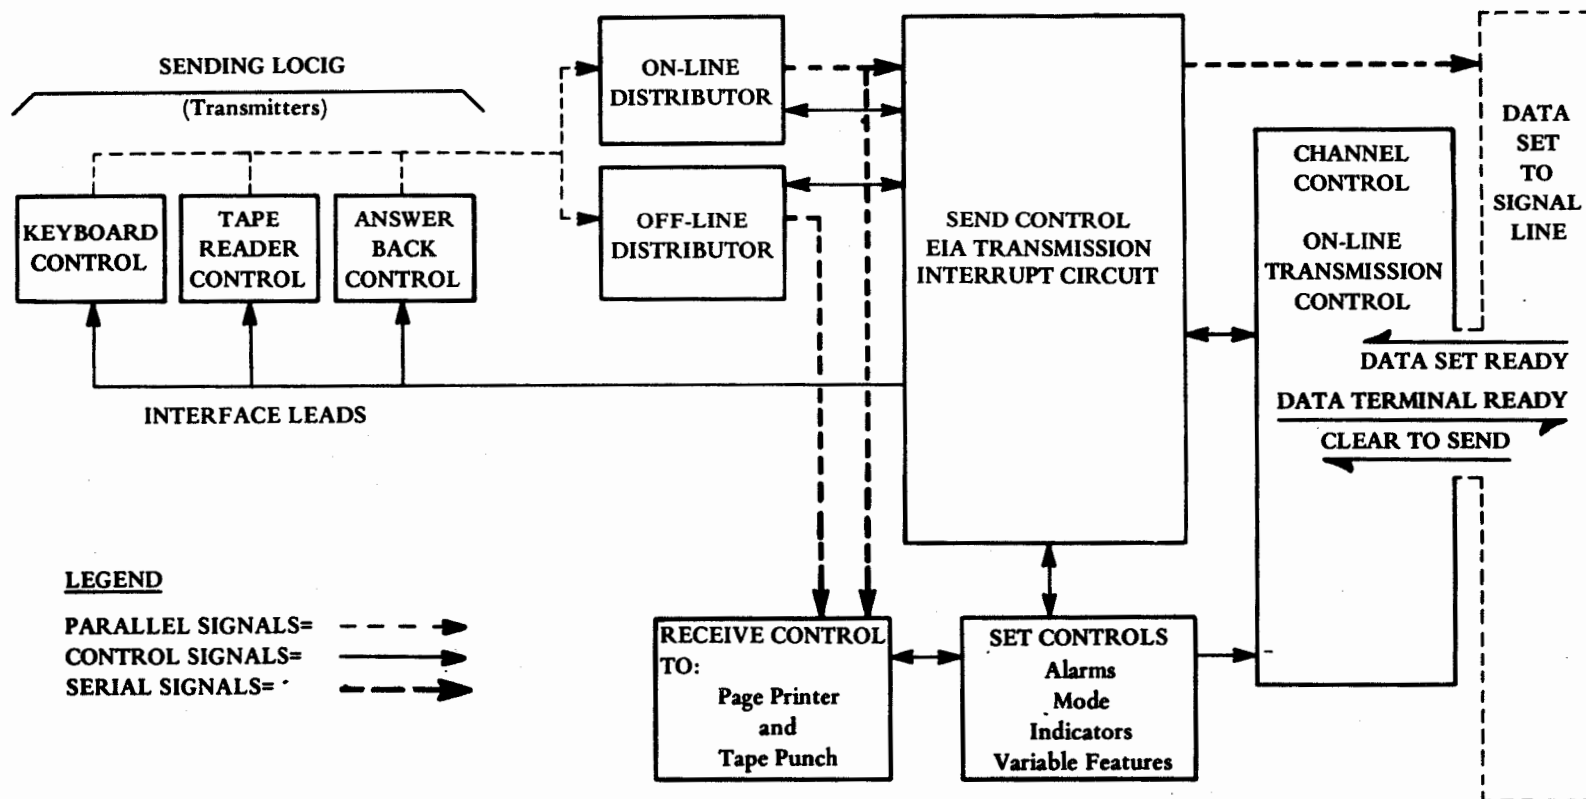 SENDING LOCIG
(Transmitters)
KEYBOARD
CONTROL
TAPE
READER
CONTROL
ANSWER
BACK
CONTROL
INTERFACE LEADS
ON-LINE
DISTRIBUTOR
OFF-LINE
DISTRIBUTOR
SEND CONTROL
EIA TRANSMISSION
INTERRUPT CIRCUIT
CHANNEL
CONTROL
ON-LINE
TRANSMISSION
CONTROL
DATA
SET
TO
SIGNAL
LINE
DATA SET READY
DATA TERMINAL READY
CLEAR TO SEND
LEGEND
PARALLEL SIGNALS=
CONTROL SIGNALS=
SERIAL SIGNALS=
RECEIVE CONTROL
TO:
Page Printer
and
Tape Punch
SET CONTROLS
Alarms
Mode
Indicators
Variable Features